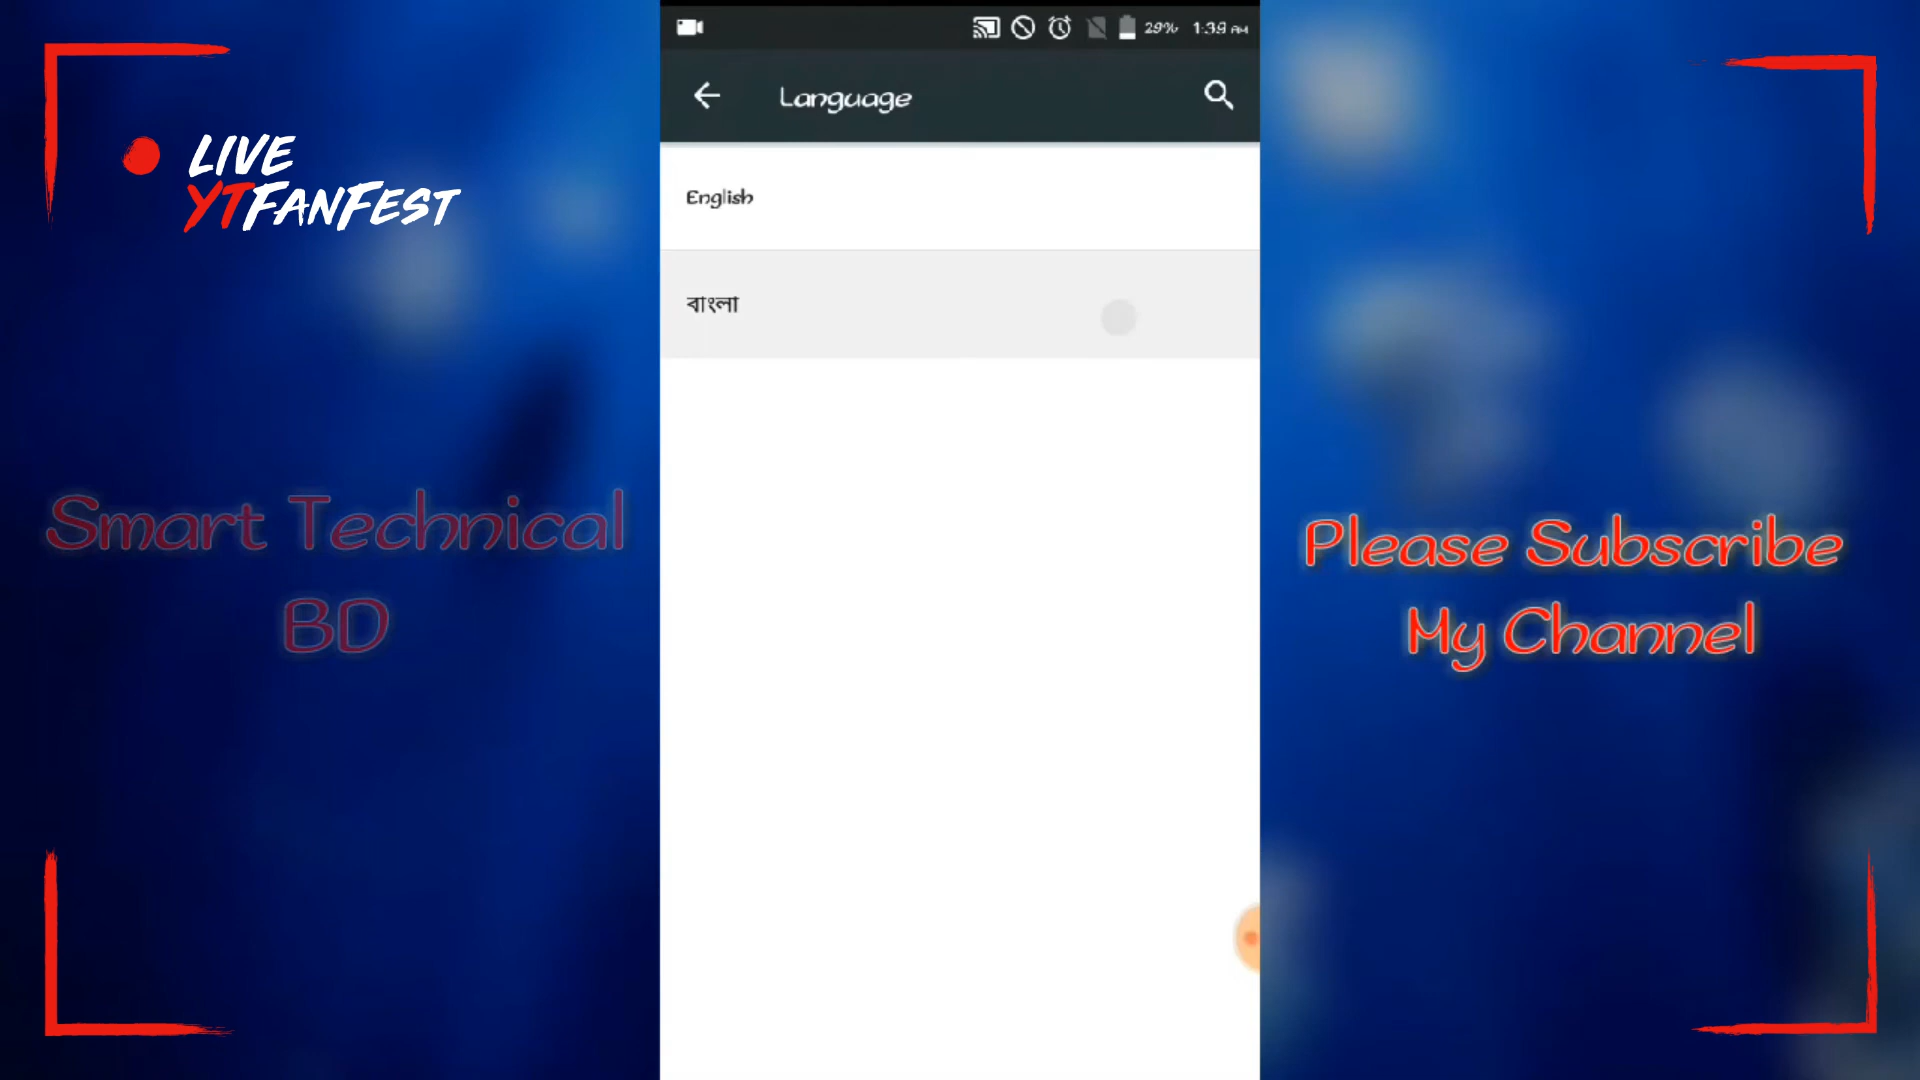 LIVE
YTFANFEST
Smart Technical
BD
29% 1:39 AM
Language
English
বাংলা
Please Subscribe
My Channel